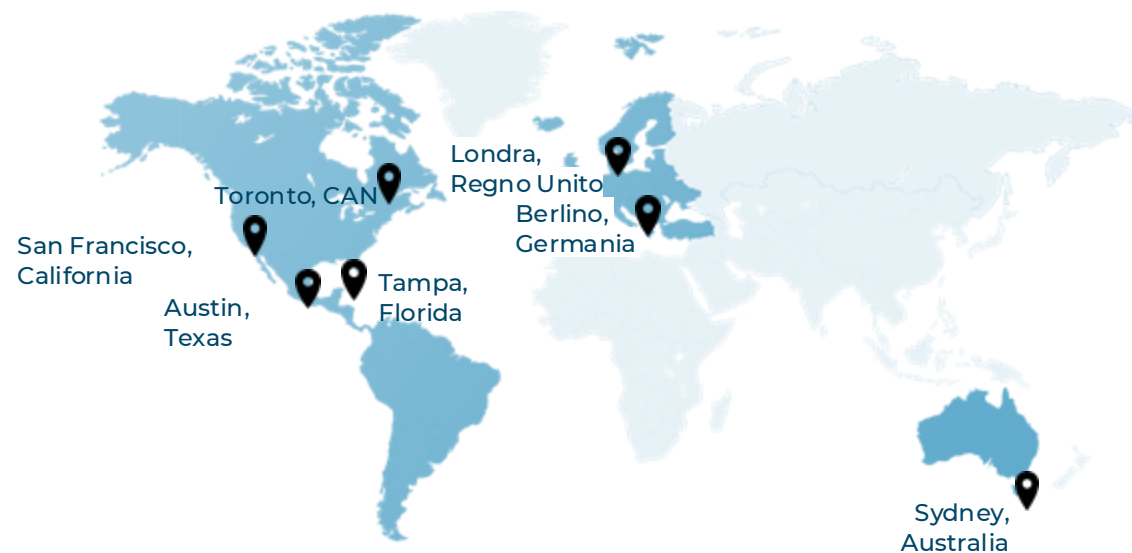 Londra,
Regno Unito
Toronto, CAN
Berlino,
Germania
San Francisco,
California
Tampa,
Florida
Austin,
Texas
Sydney,
Australia